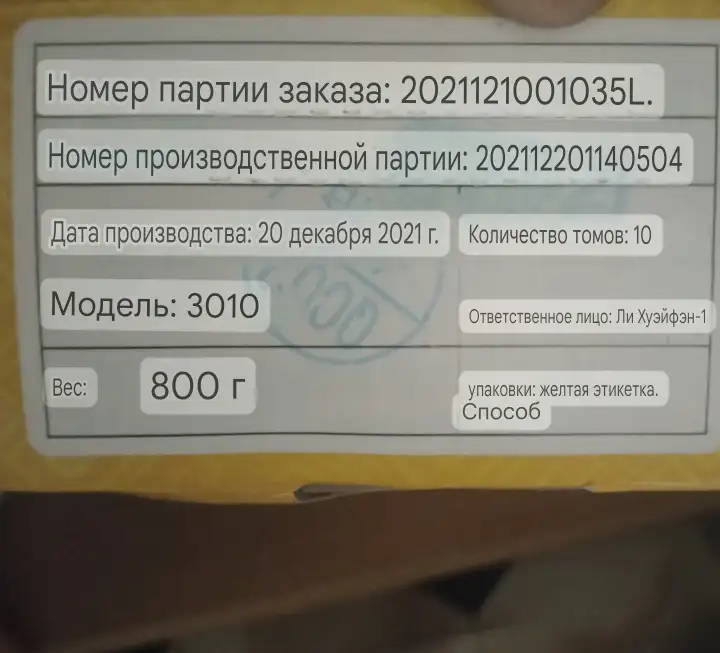 Номер партии заказа: 2021121001035L.
Номер производственной партии: 202112201140504
Дата производства: 20 декабря 2021 г. Количество томов: 10
Модель: 3010 Ответственное лицо: Ли Хуэйфэн-1
Вес: 800 г упаковки: желтая этикетка.
Способ
QC